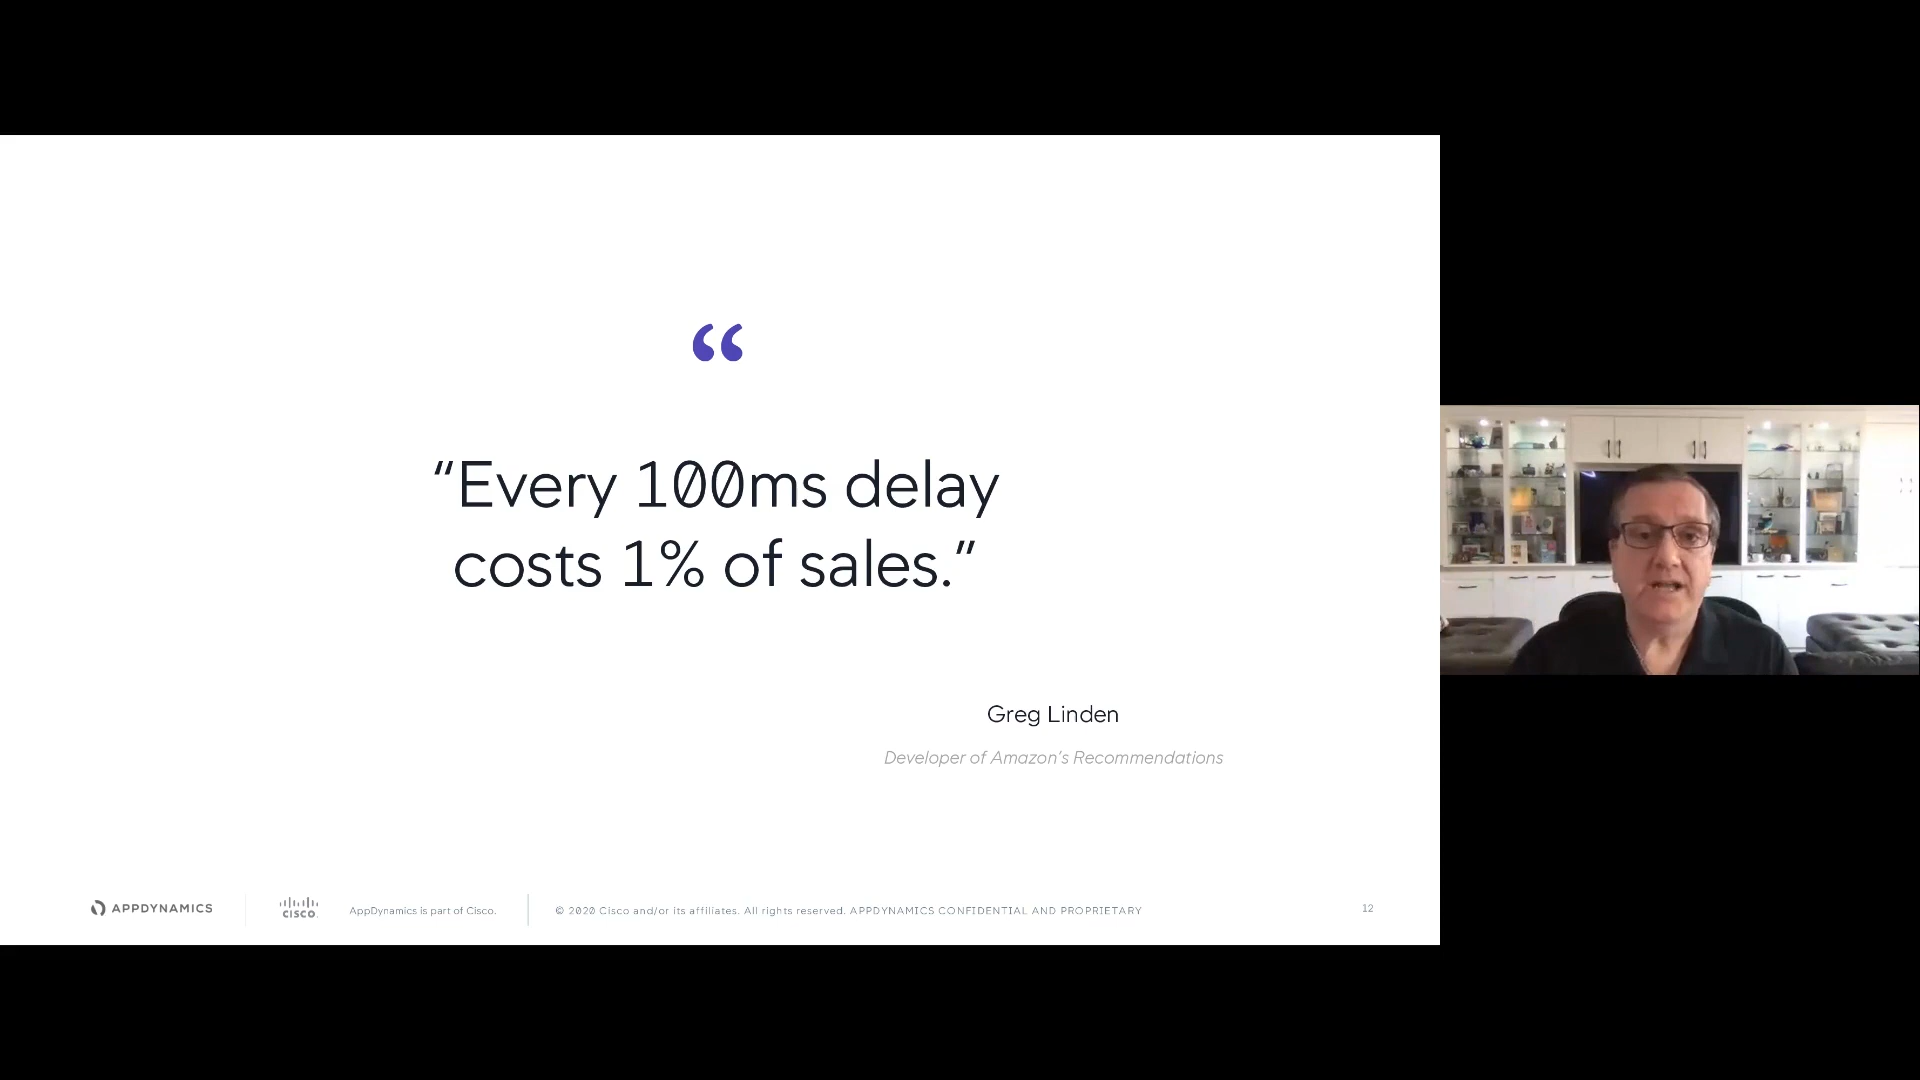 “
“Every 100ms delay
costs 1% of sales.”
Greg Linden
Developer of Amazon's Recommendations
APPDYNAMICS
CISCO
AppDynamics is part of Cisco.
© 2020 Cisco and/or its affiliates. All rights reserved. APPDYNAMICS CONFIDENTIAL AND PROPRIETARY
12